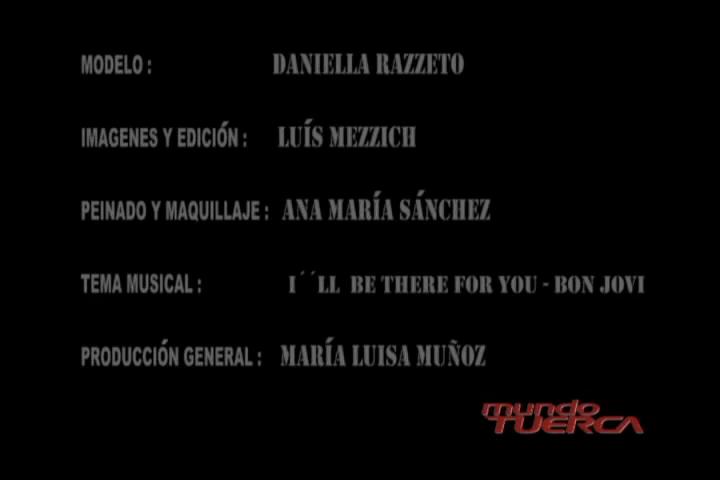 MODELO : DANIELLA RAZZETO
IMAGENES Y EDICIÓN : LUÍS MEZZICH
PEINADO Y MAQUILLAJE : ANA MARÍA SÁNCHEZ
TEMA MUSICAL : I´´LL BE THERE FOR YOU - BON JOVI
PRODUCCIÓN GENERAL : MARÍA LUISA MUÑOZ
mundo
TUERCA